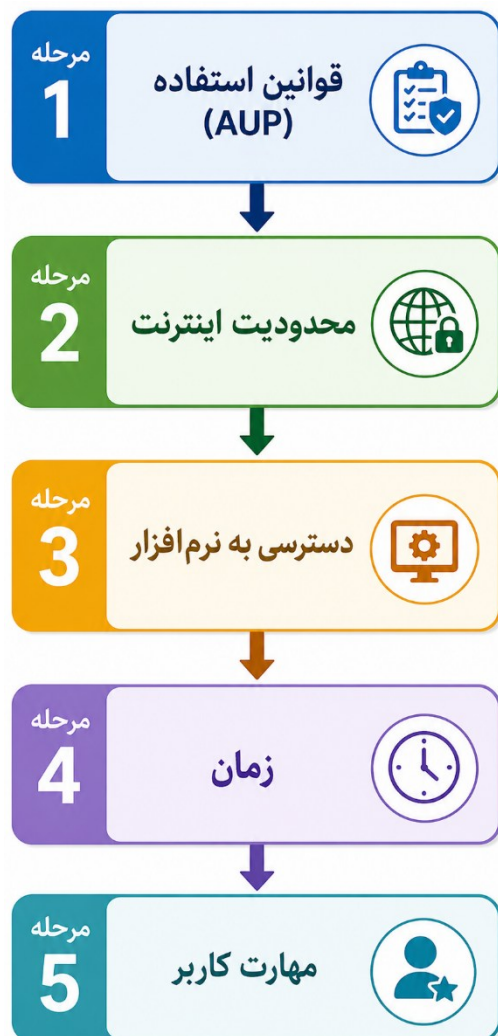 مرحله
1
قوانین استفاده
(AUP)
مرحله
2
محدودیت اینترنت
مرحله
3
دسترسی به نرم‌افزار
مرحله
4
زمان
مرحله
5
مهارت کاربر